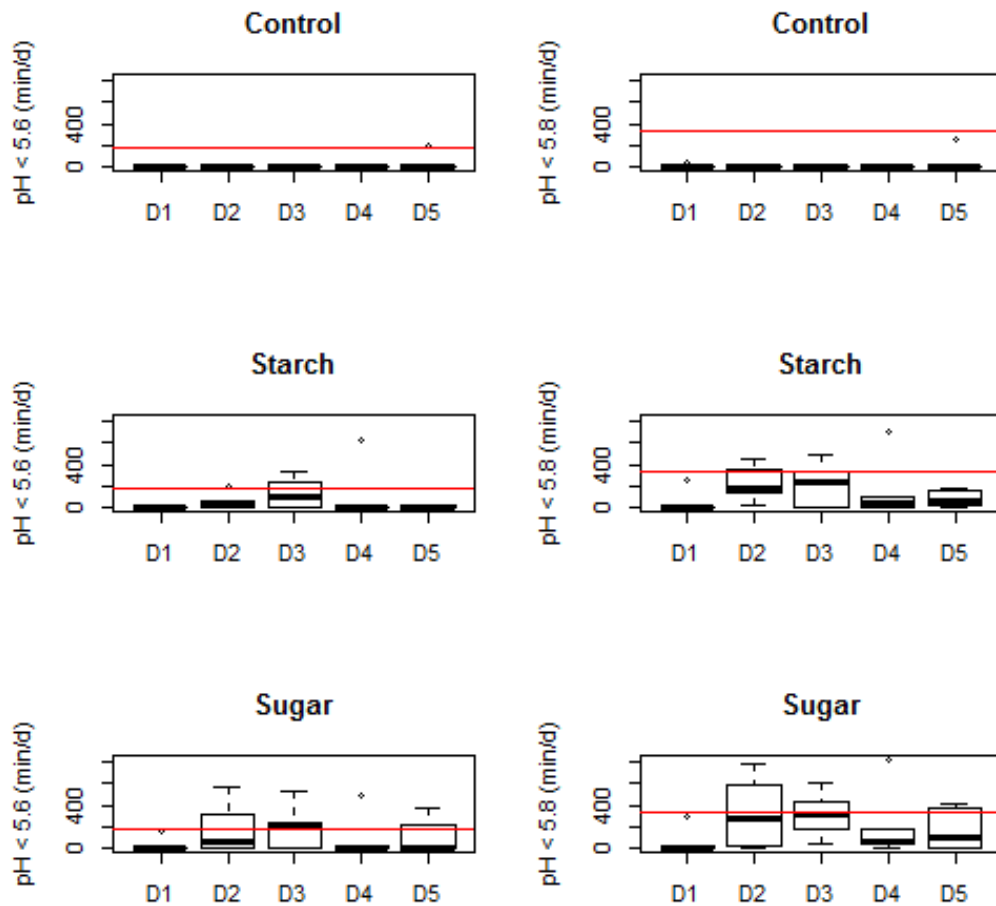 Control
Control
pH < 5.6 (min/d)
400
0
D1 D2 D3 D4 D5
pH < 5.8 (min/d)
400
0
D1 D2 D3 D4 D5
Starch
Starch
pH < 5.6 (min/d)
400
0
D1 D2 D3 D4 D5
pH < 5.8 (min/d)
400
0
D1 D2 D3 D4 D5
Sugar
Sugar
pH < 5.6 (min/d)
400
0
D1 D2 D3 D4 D5
pH < 5.8 (min/d)
400
0
D1 D2 D3 D4 D5